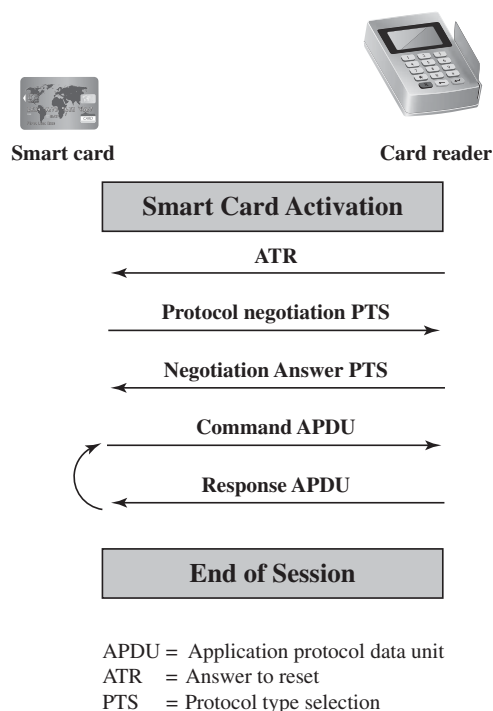 Smart card
Card reader
Smart Card Activation
ATR
Protocol negotiation PTS
Negotiation Answer PTS
Command APDU
Response APDU
End of Session
APDU = Application protocol data unit
ATR = Answer to reset
PTS = Protocol type selection